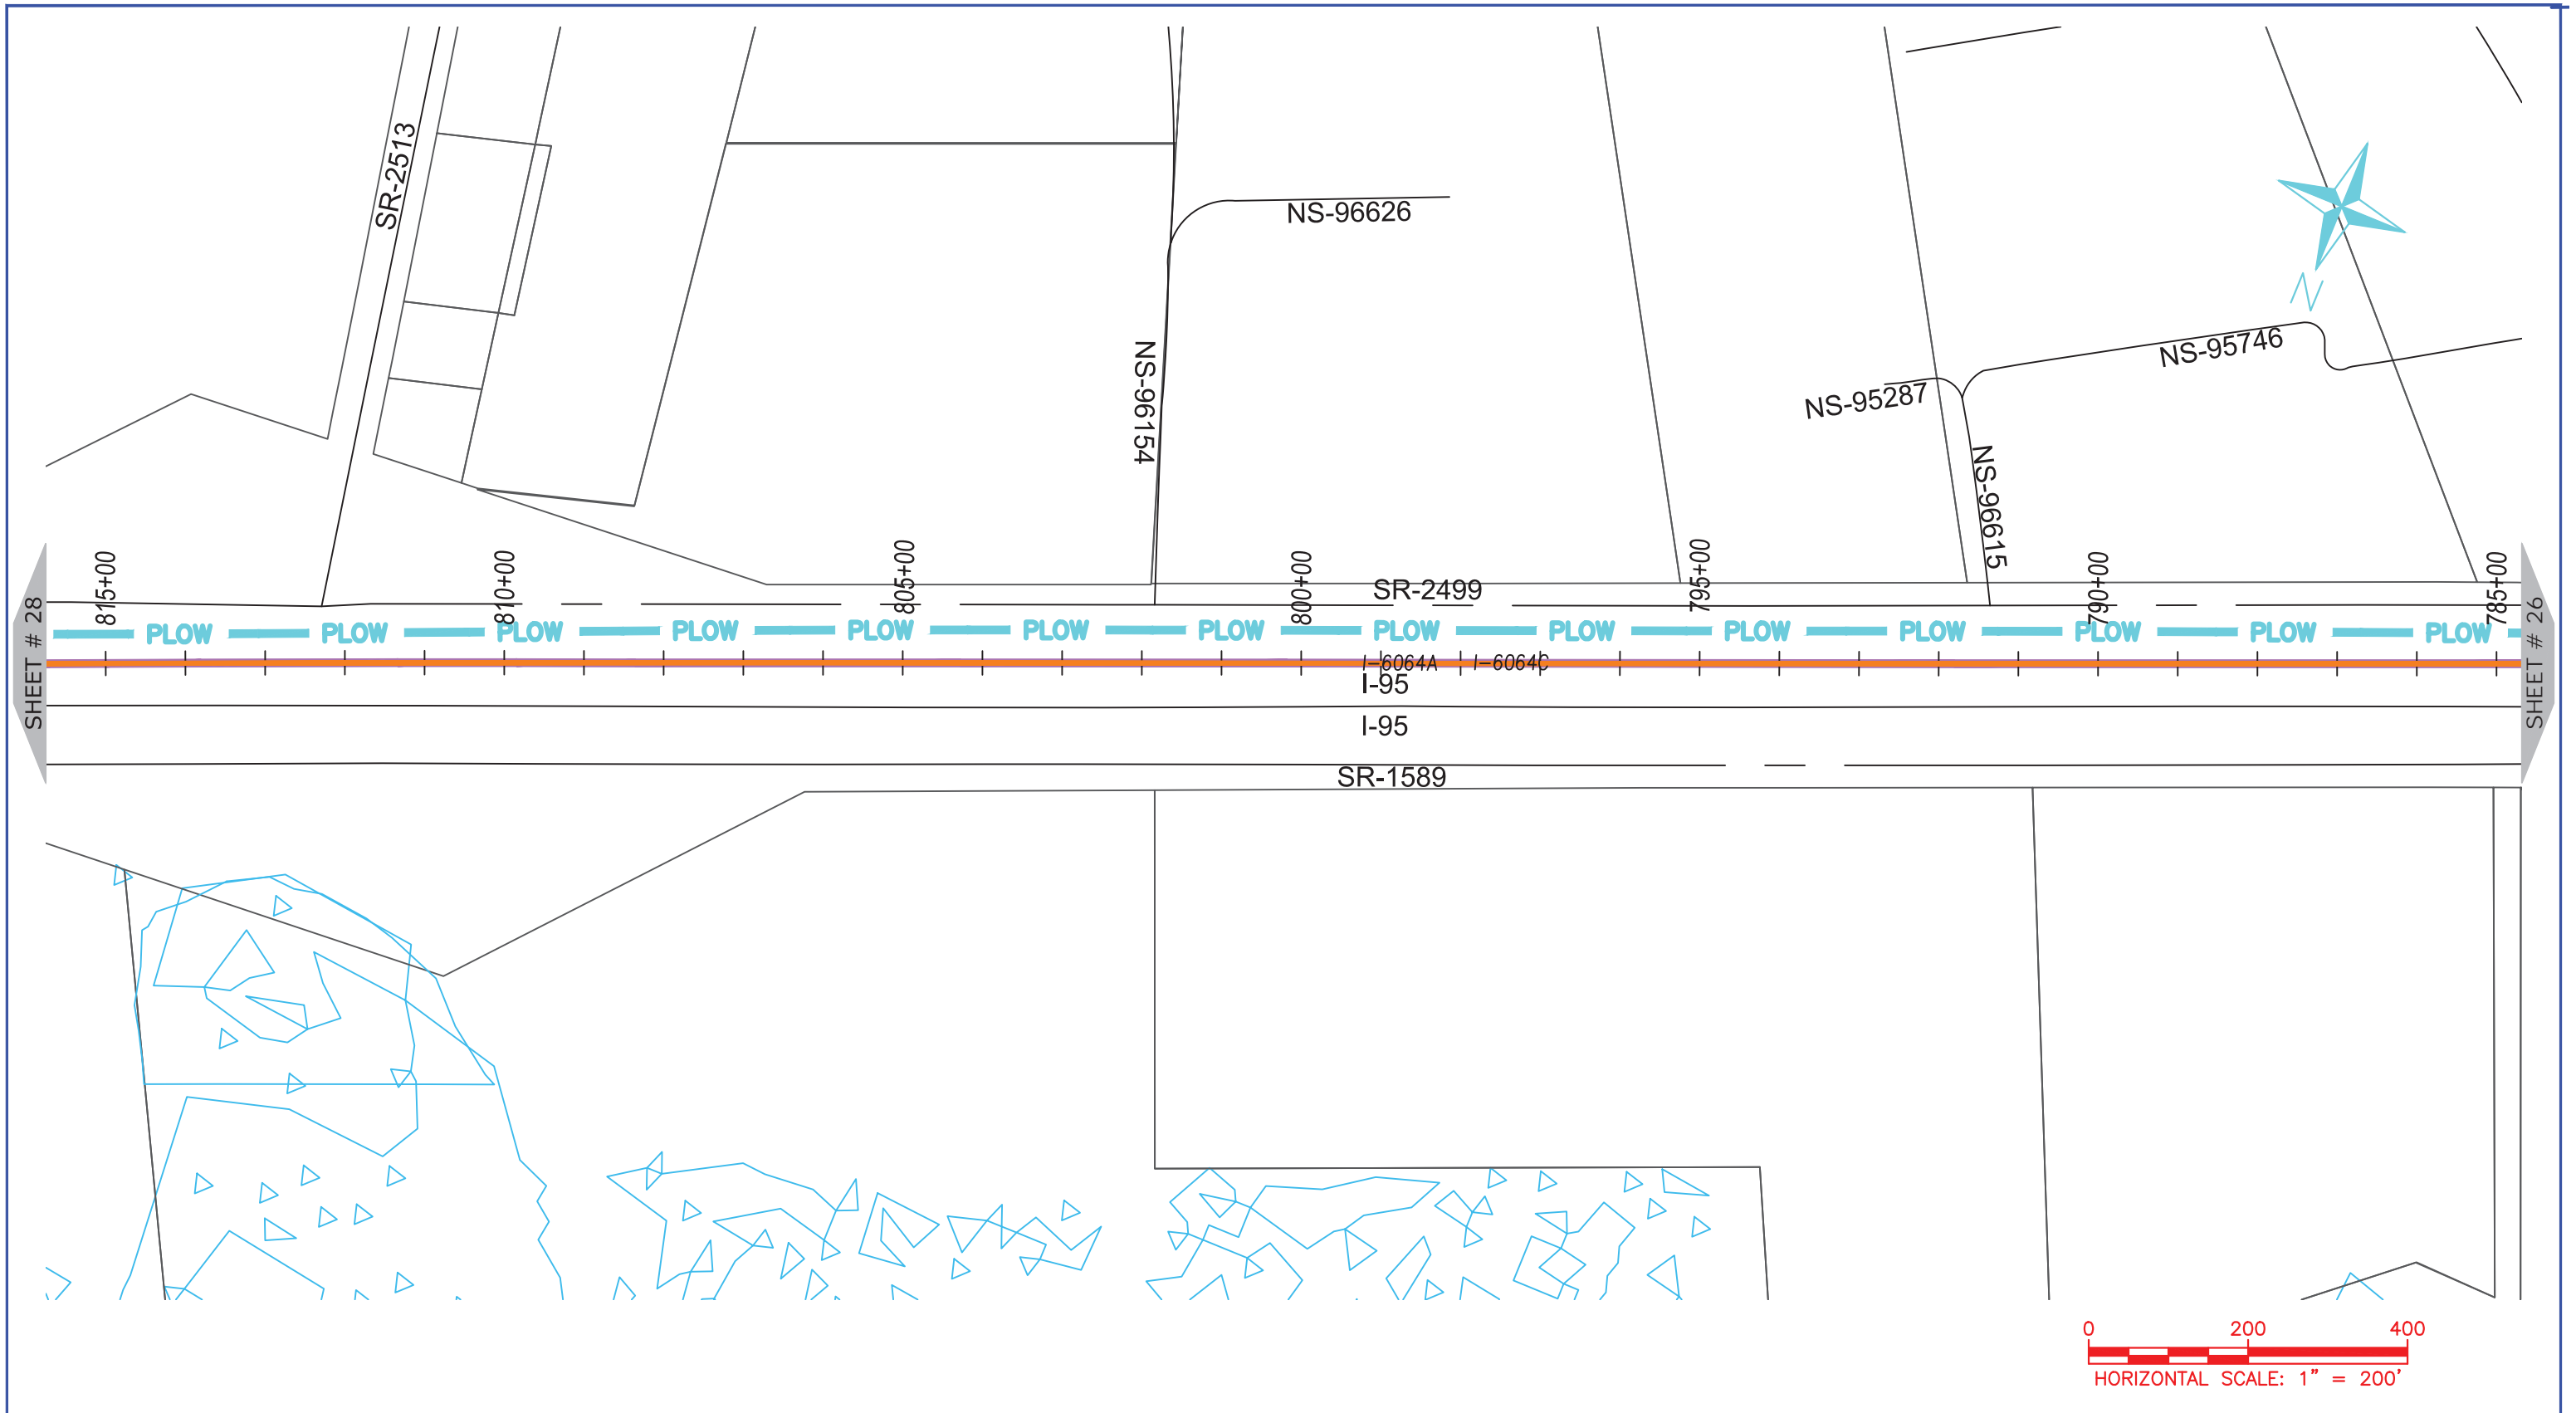 SR-2513
NS-96626
N
NS-96154
NS-95746
NS-95287
NS-96615
815+00
810+00
805+00
800+00
795+00
790+00
785+00
SR-2499
SHEET # 28
PLOW PLOW PLOW PLOW PLOW PLOW PLOW PLOW PLOW PLOW PLOW PLOW PLOW PLOW
SHEET # 26
I-6064A I-6064C
I-95
I-95
SR-1589
0 200 400
HORIZONTAL SCALE: 1" = 200'